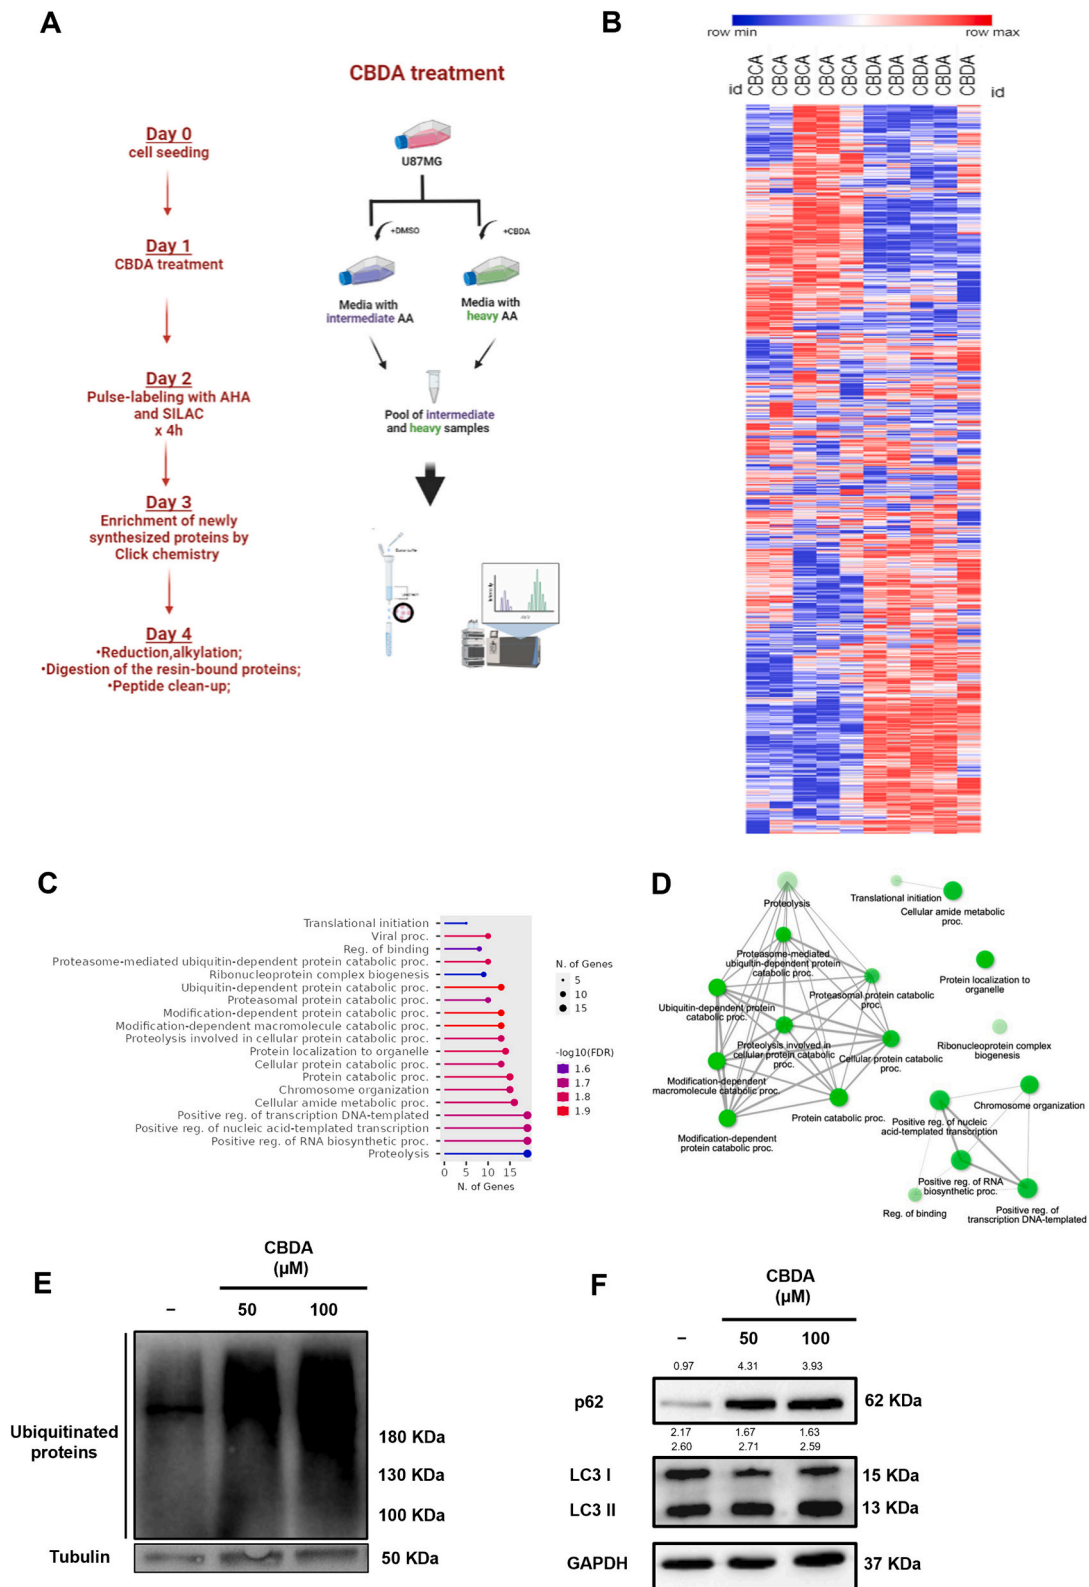 A
CBDA treatment
Day 0
cell seeding
Day 1
CBDA treatment
Day 2
Pulse-labeling with AHA
and SILAC
x 4h
Day 3
Enrichment of newly
synthesized proteins by
Click chemistry
Day 4
•Reduction,alkylation;
•Digestion of the resin-bound proteins;
•Peptide clean-up;
U87MG
+DMSO
+CBDA
Media with
intermediate AA
Media with
heavy AA
Pool of intermediate
and heavy samples
Intensity
B
row min
row max
id
CBCA
CBCA
CBCA
CBCA
CBCA
CBDA
CBDA
CBDA
CBDA
CBDA
id
C
Translational initiation
Viral proc.
Reg. of binding
Proteasome-mediated ubiquitin-dependent protein catabolic proc.
Ribonucleoprotein complex biogenesis
Ubiquitin-dependent protein catabolic proc.
Proteasomal protein catabolic proc.
Modification-dependent protein catabolic proc.
Modification-dependent macromolecule catabolic proc.
Proteolysis involved in cellular protein catabolic proc.
Protein localization to organelle
Cellular protein catabolic proc.
Protein catabolic proc.
Chromosome organization
Cellular amide metabolic proc.
Positive reg. of transcription DNA-templated
Positive reg. of nucleic acid-templated transcription
Positive reg. of RNA biosynthetic proc.
Proteolysis
0 5 10 15
N. of Genes
N. of Genes
5
10
15
-log10(FDR)
1.6
1.7
1.8
1.9
D
Proteolysis
Translational initiation
Cellular amide metabolic
proc.
Proteasome-mediated
ubiquitin-dependent protein
catabolic proc.
Proteasomal protein catabolic
proc.
Protein localization to
organelle
Ubiquitin-dependent protein
catabolic proc.
Proteolysis involved in
cellular protein catabolic
proc.
Cellular protein catabolic
proc.
Ribonucleoprotein complex
biogenesis
Modification-dependent
macromolecule catabolic proc.
Protein catabolic proc.
Modification-dependent
protein catabolic proc.
Chromosome organization
Positive reg. of nucleic
acid-templated transcription
Positive reg. of RNA
biosynthetic proc.
Reg. of binding
Positive reg. of
transcription DNA-templated
E
CBDA
(μM)
– 50 100
Ubiquitinated
proteins
180 KDa
130 KDa
100 KDa
Tubulin
50 KDa
F
CBDA
(μM)
– 50 100
0.97 4.31 3.93
p62
62 KDa
2.17 1.67 1.63
2.60 2.71 2.59
LC3 I
15 KDa
LC3 II
13 KDa
GAPDH
37 KDa